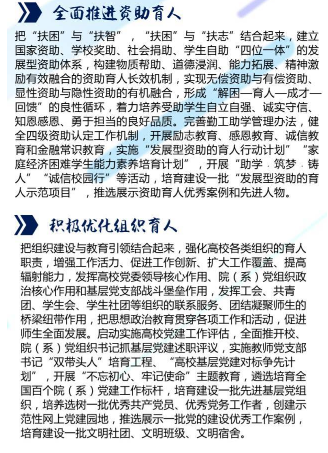 全面推进资助育人
把“扶困”与“扶智”，“扶困”与“扶志”结合起来，建立
国家资助、学校奖助、社会捐助、学生自助“四位一体”的发
展型资助体系，构建物质帮助、道德浸润、能力拓展、精神激
励有效融合的资助育人长效机制，实现无偿资助与有偿资助、
显性资助与隐性资助的有机融合，形成“解困—育人—成才—
回馈”的良性循环，着力培养受助学生自立自强、诚实守信、
知恩感恩、勇于担当的良好品质。完善勤工助学管理办法，健
全四级资助认定工作机制，开展励志教育、感恩教育、诚信教
育和金融常识教育，实施“发展型资助的育人行动计划”“家
庭经济困难学生能力素养培育计划”，开展“助学·筑梦·铸
人”“诚信校园行”等活动，培育建设一批“发展型资助的育
人示范项目”，推选展示资助育人优秀案例和先进人物。
积极优化组织育人
把组织建设与教育引领结合起来，强化高校各类组织的育人
职责，增强工作活力、促进工作创新、扩大工作覆盖、提高
辐射能力，发挥高校党委领导核心作用、院（系）党组织政
治核心作用和基层党支部战斗堡垒作用，发挥工会、共青
团、学生会、学生社团等组织的联系服务、团结凝聚师生的
桥梁纽带作用，把思想政治教育贯穿各项工作和活动，促进
师生全面发展。启动实施高校党建工作评估，全面推开校、
院（系）党组织书记抓基层党建述职评议，实施教师党支部
书记“双带头人”培育工程、“高校基层党建对标争先计
划”，开展“不忘初心、牢记使命”主题教育，遴选培育全
国百个院（系）党建工作标杆，培育建设一批先进基层党组
织，培养选树一批优秀共产党员、优秀党务工作者，创建示
范性网上党建园地，推选展示一批党的建设优秀工作案例，
培育建设一批文明社团、文明班级、文明宿舍。